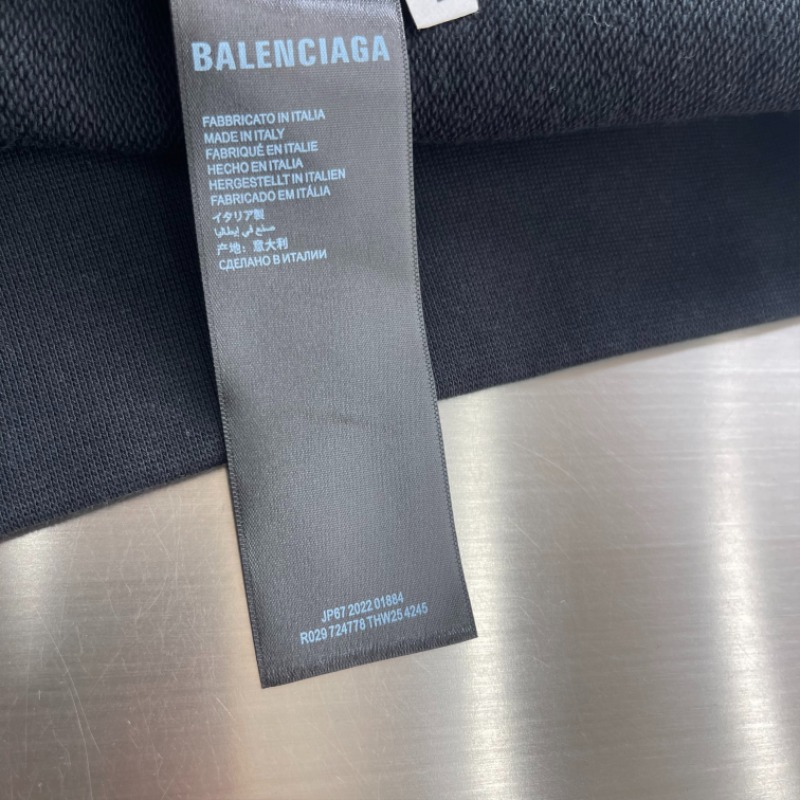 BALENCIAGA
FABBRICATO IN ITALIA
MADE IN ITALY
FABRIQUÉ EN ITALIE
HECHO EN ITALIA
HERGESTELLT IN ITALIEN
FABRICADO EM ITÁLIA
イタリア製
صنع في إيطاليا
产地：意大利
СДЕЛАНО В ИТАЛИИ
JP67 2022 01884
R029 724778 THW25 4245